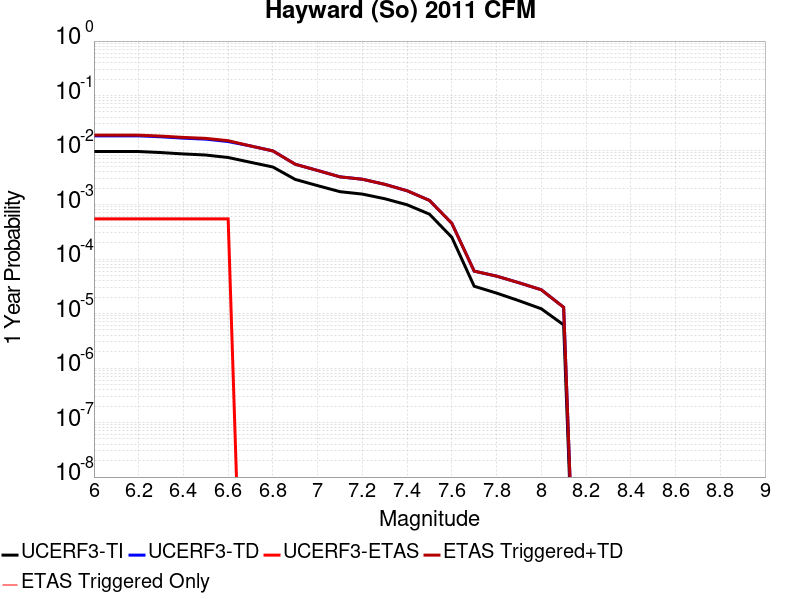 Hayward (So) 2011 CFM
10^0
10^-1
10^-2
10^-3
10^-4
10^-5
10^-6
10^-7
10^-8
1 Year Probability
6 6.2 6.4 6.6 6.8 7 7.2 7.4 7.6 7.8 8 8.2 8.4 8.6 8.8 9
Magnitude
UCERF3-TI UCERF3-TD UCERF3-ETAS ETAS Triggered+TD
ETAS Triggered Only